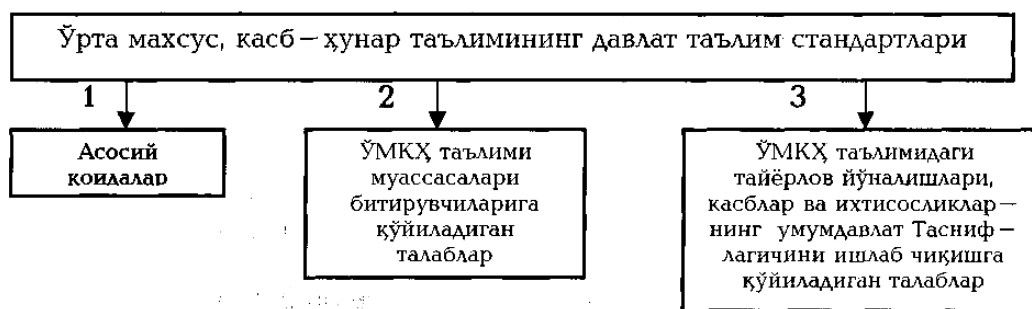 Ўрта махсус, касб-ҳунар таълимининг давлат таълим стандартлари
1
2
3
Асосий
қоидалар
ЎМКҲ таълими
муассасалари
битирувчиларига
қўйиладиган
талаблар
ЎМКҲ таълимидаги
тайёрлов йўналишлари,
касблар ва ихтисосликлар-
нинг умумдавлат Тасниф-
лагичини ишлаб чиқишга
қўйиладиган талаблар